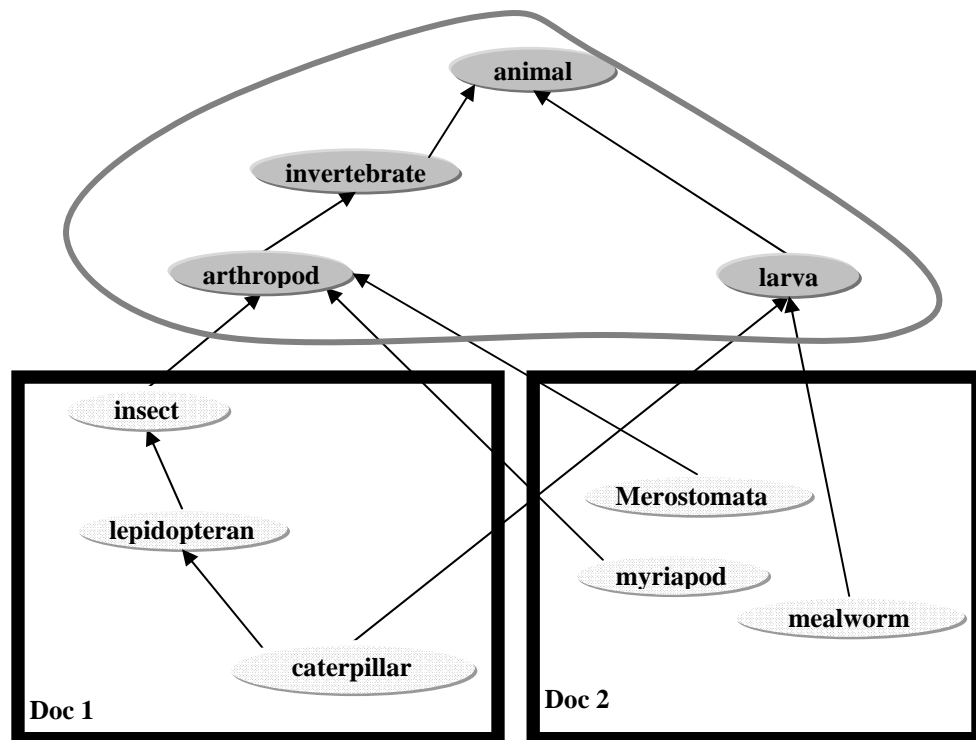 animal
invertebrate
arthropod
larva
insect
Merostomata
lepidopteran
myriapod
mealworm
caterpillar
Doc 1
Doc 2